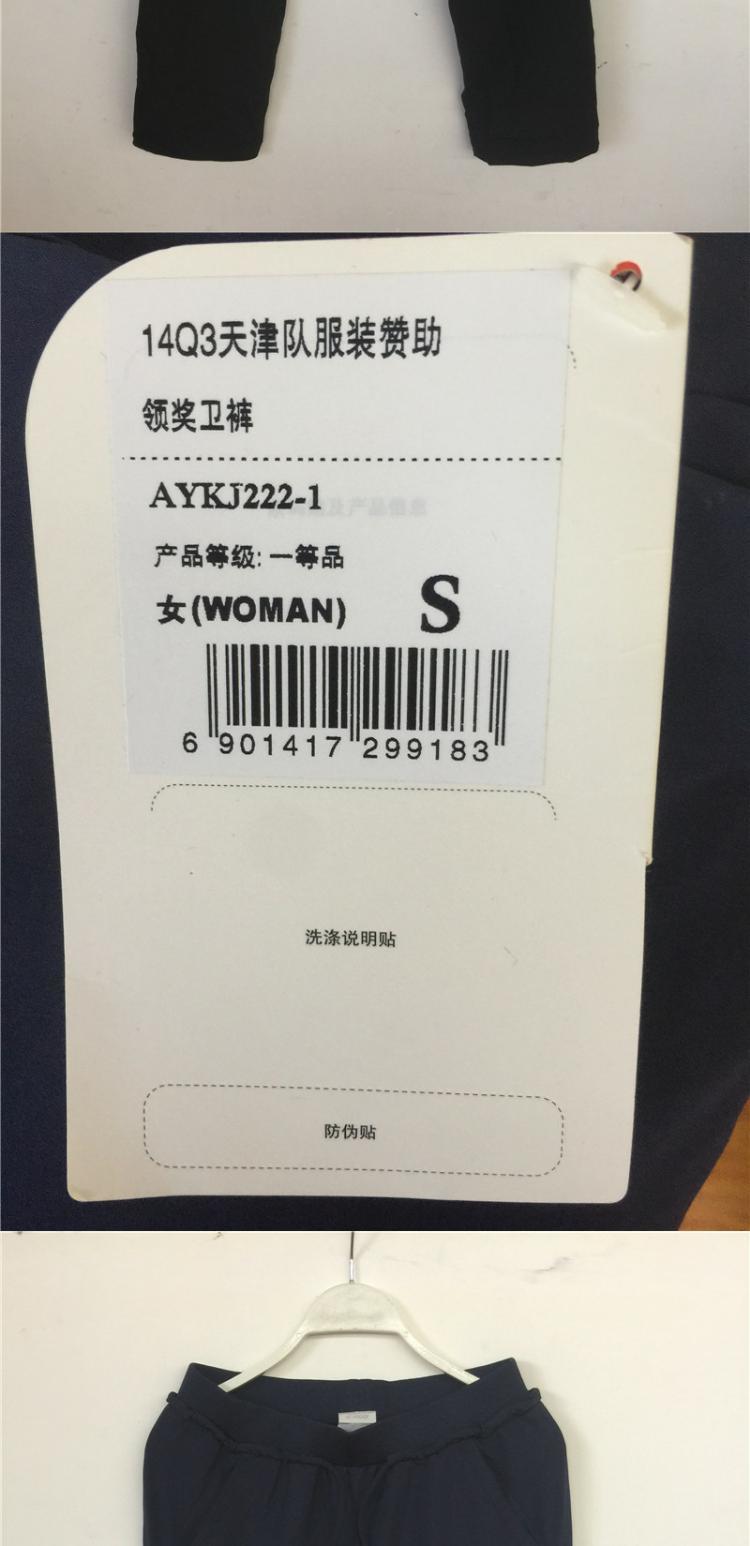 14Q3天津队服装赞助
领奖卫裤
AYKJ222-1
产品等级: 一等品
女(WOMAN) S
6 901417 299183
洗涤说明贴
防伪贴